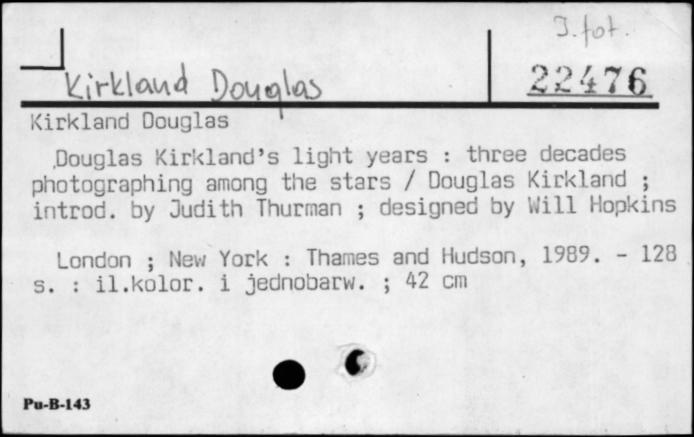 I. fot.
Kirkland Douglas
22476
Kirkland Douglas
Douglas Kirkland's light years : three decades
photographing among the stars / Douglas Kirkland ;
introd. by Judith Thurman ; designed by Will Hopkins
London ; New York : Thames and Hudson, 1989. - 128
s. : il.kolor. i jednobarw. ; 42 cm
Pu-B-143